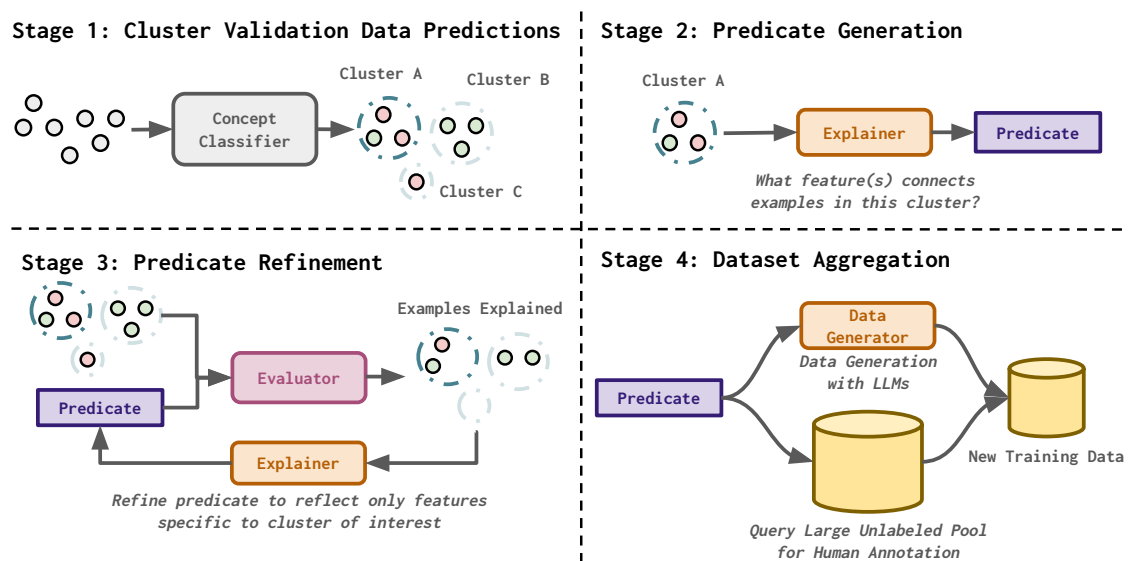 Stage 1: Cluster Validation Data Predictions
Cluster A
Cluster B
Concept
Classifier
Cluster C
Stage 2: Predicate Generation
Cluster A
Explainer
Predicate
What feature(s) connects
examples in this cluster?
Stage 3: Predicate Refinement
Examples Explained
Evaluator
Predicate
Explainer
Refine predicate to reflect only features
specific to cluster of interest
Stage 4: Dataset Aggregation
Data
Generator
Data Generation
with LLMs
Predicate
New Training Data
Query Large Unlabeled Pool
for Human Annotation